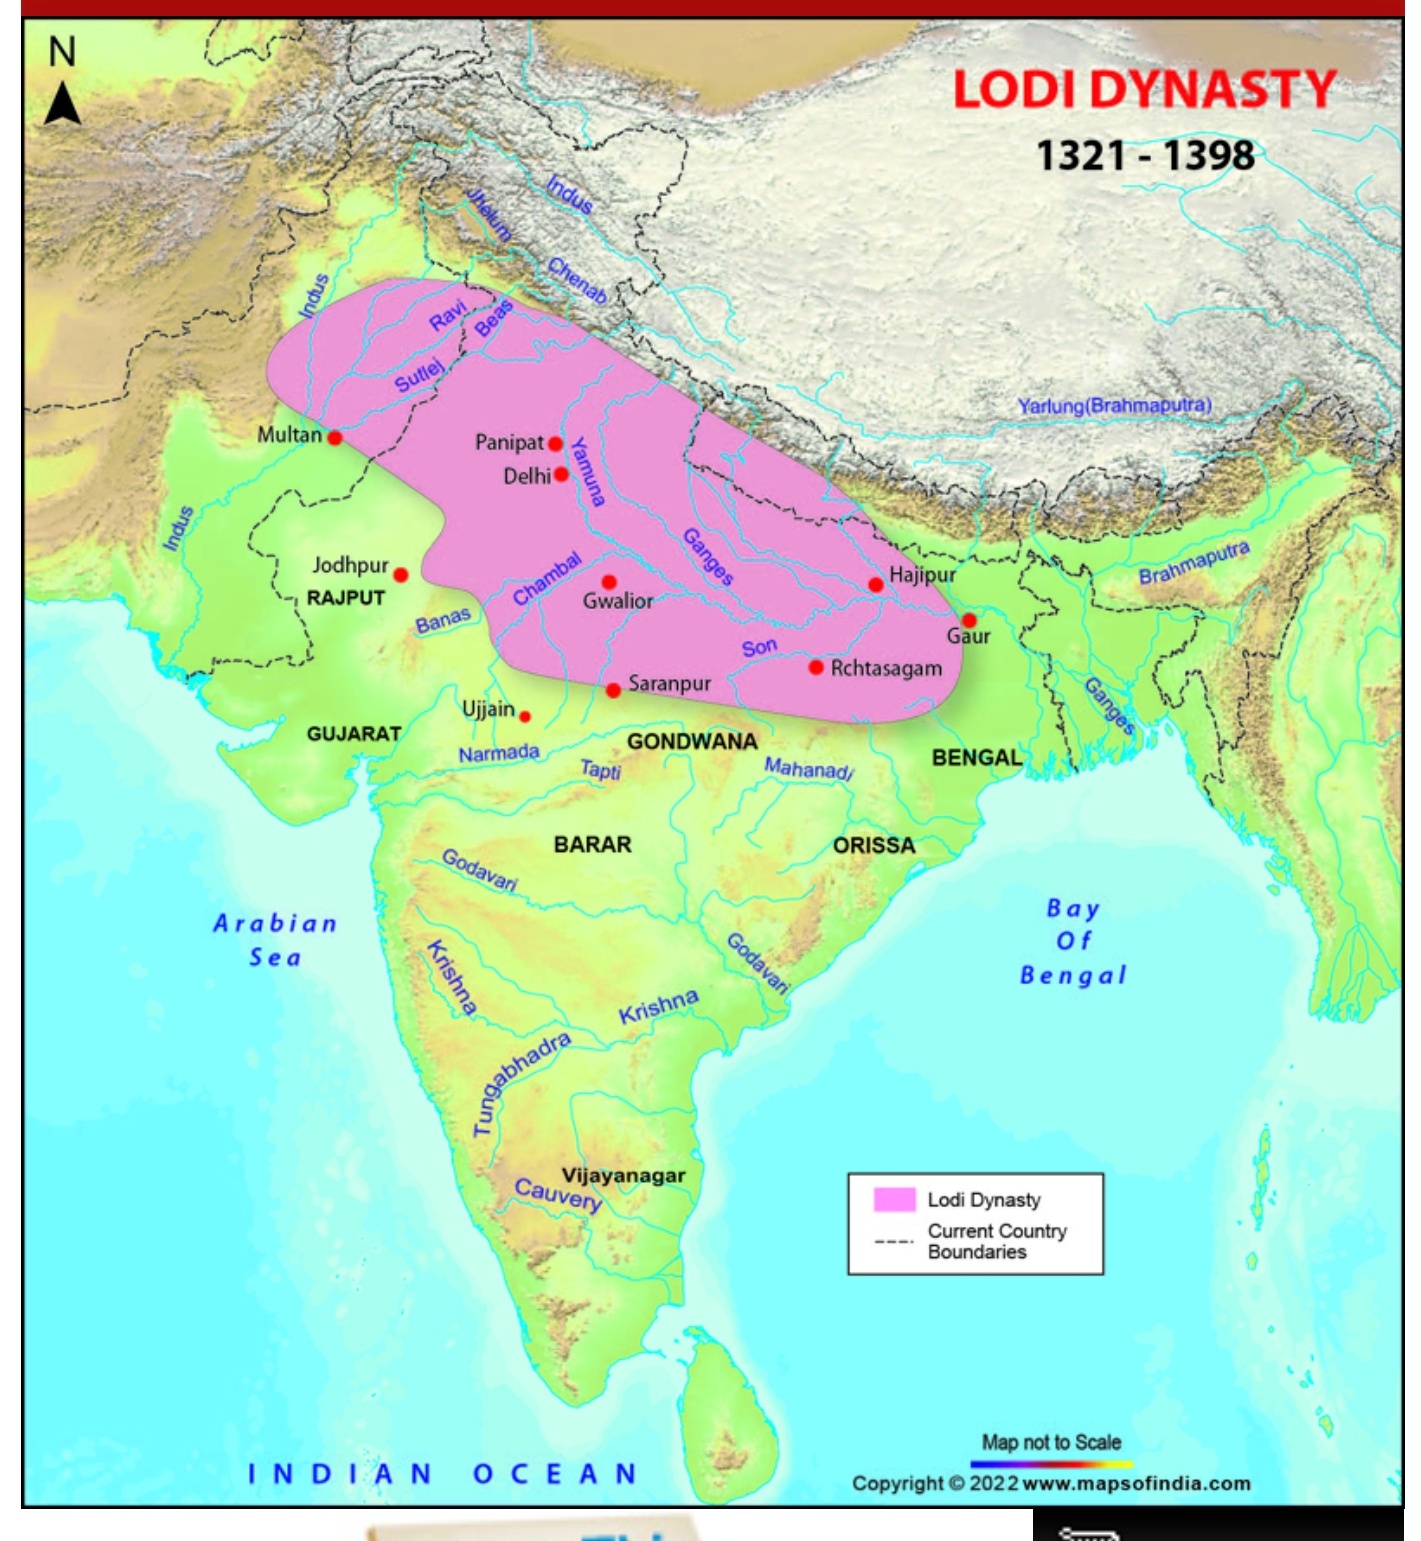 N
LODI DYNASTY
1321 - 1398
Indus
Jhelum
Chenab
Indus
Ravi
Beas
Sutlej
Yarlung(Brahmaputra)
Multan
Panipat
Delhi
Yamuna
Indus
Ganges
Brahmaputra
Jodhpur
RAJPUT
Chambal
Gwalior
Hajipur
Banas
Gaur
Son
Rchtasagam
Saranpur
Ujjain
Ganges
GUJARAT
GONDWANA
Narmada
Tapti
Mahanadi
BENGAL
BARAR
ORISSA
Godavari
Arabian
Sea
Bay
Of
Bengal
Krishna
Godavari
Krishna
Tungabhadra
Vijayanagar
Cauvery
Lodi Dynasty
Current Country
Boundaries
Map not to Scale
Copyright © 2022 www.mapsofindia.com
INDIAN OCEAN